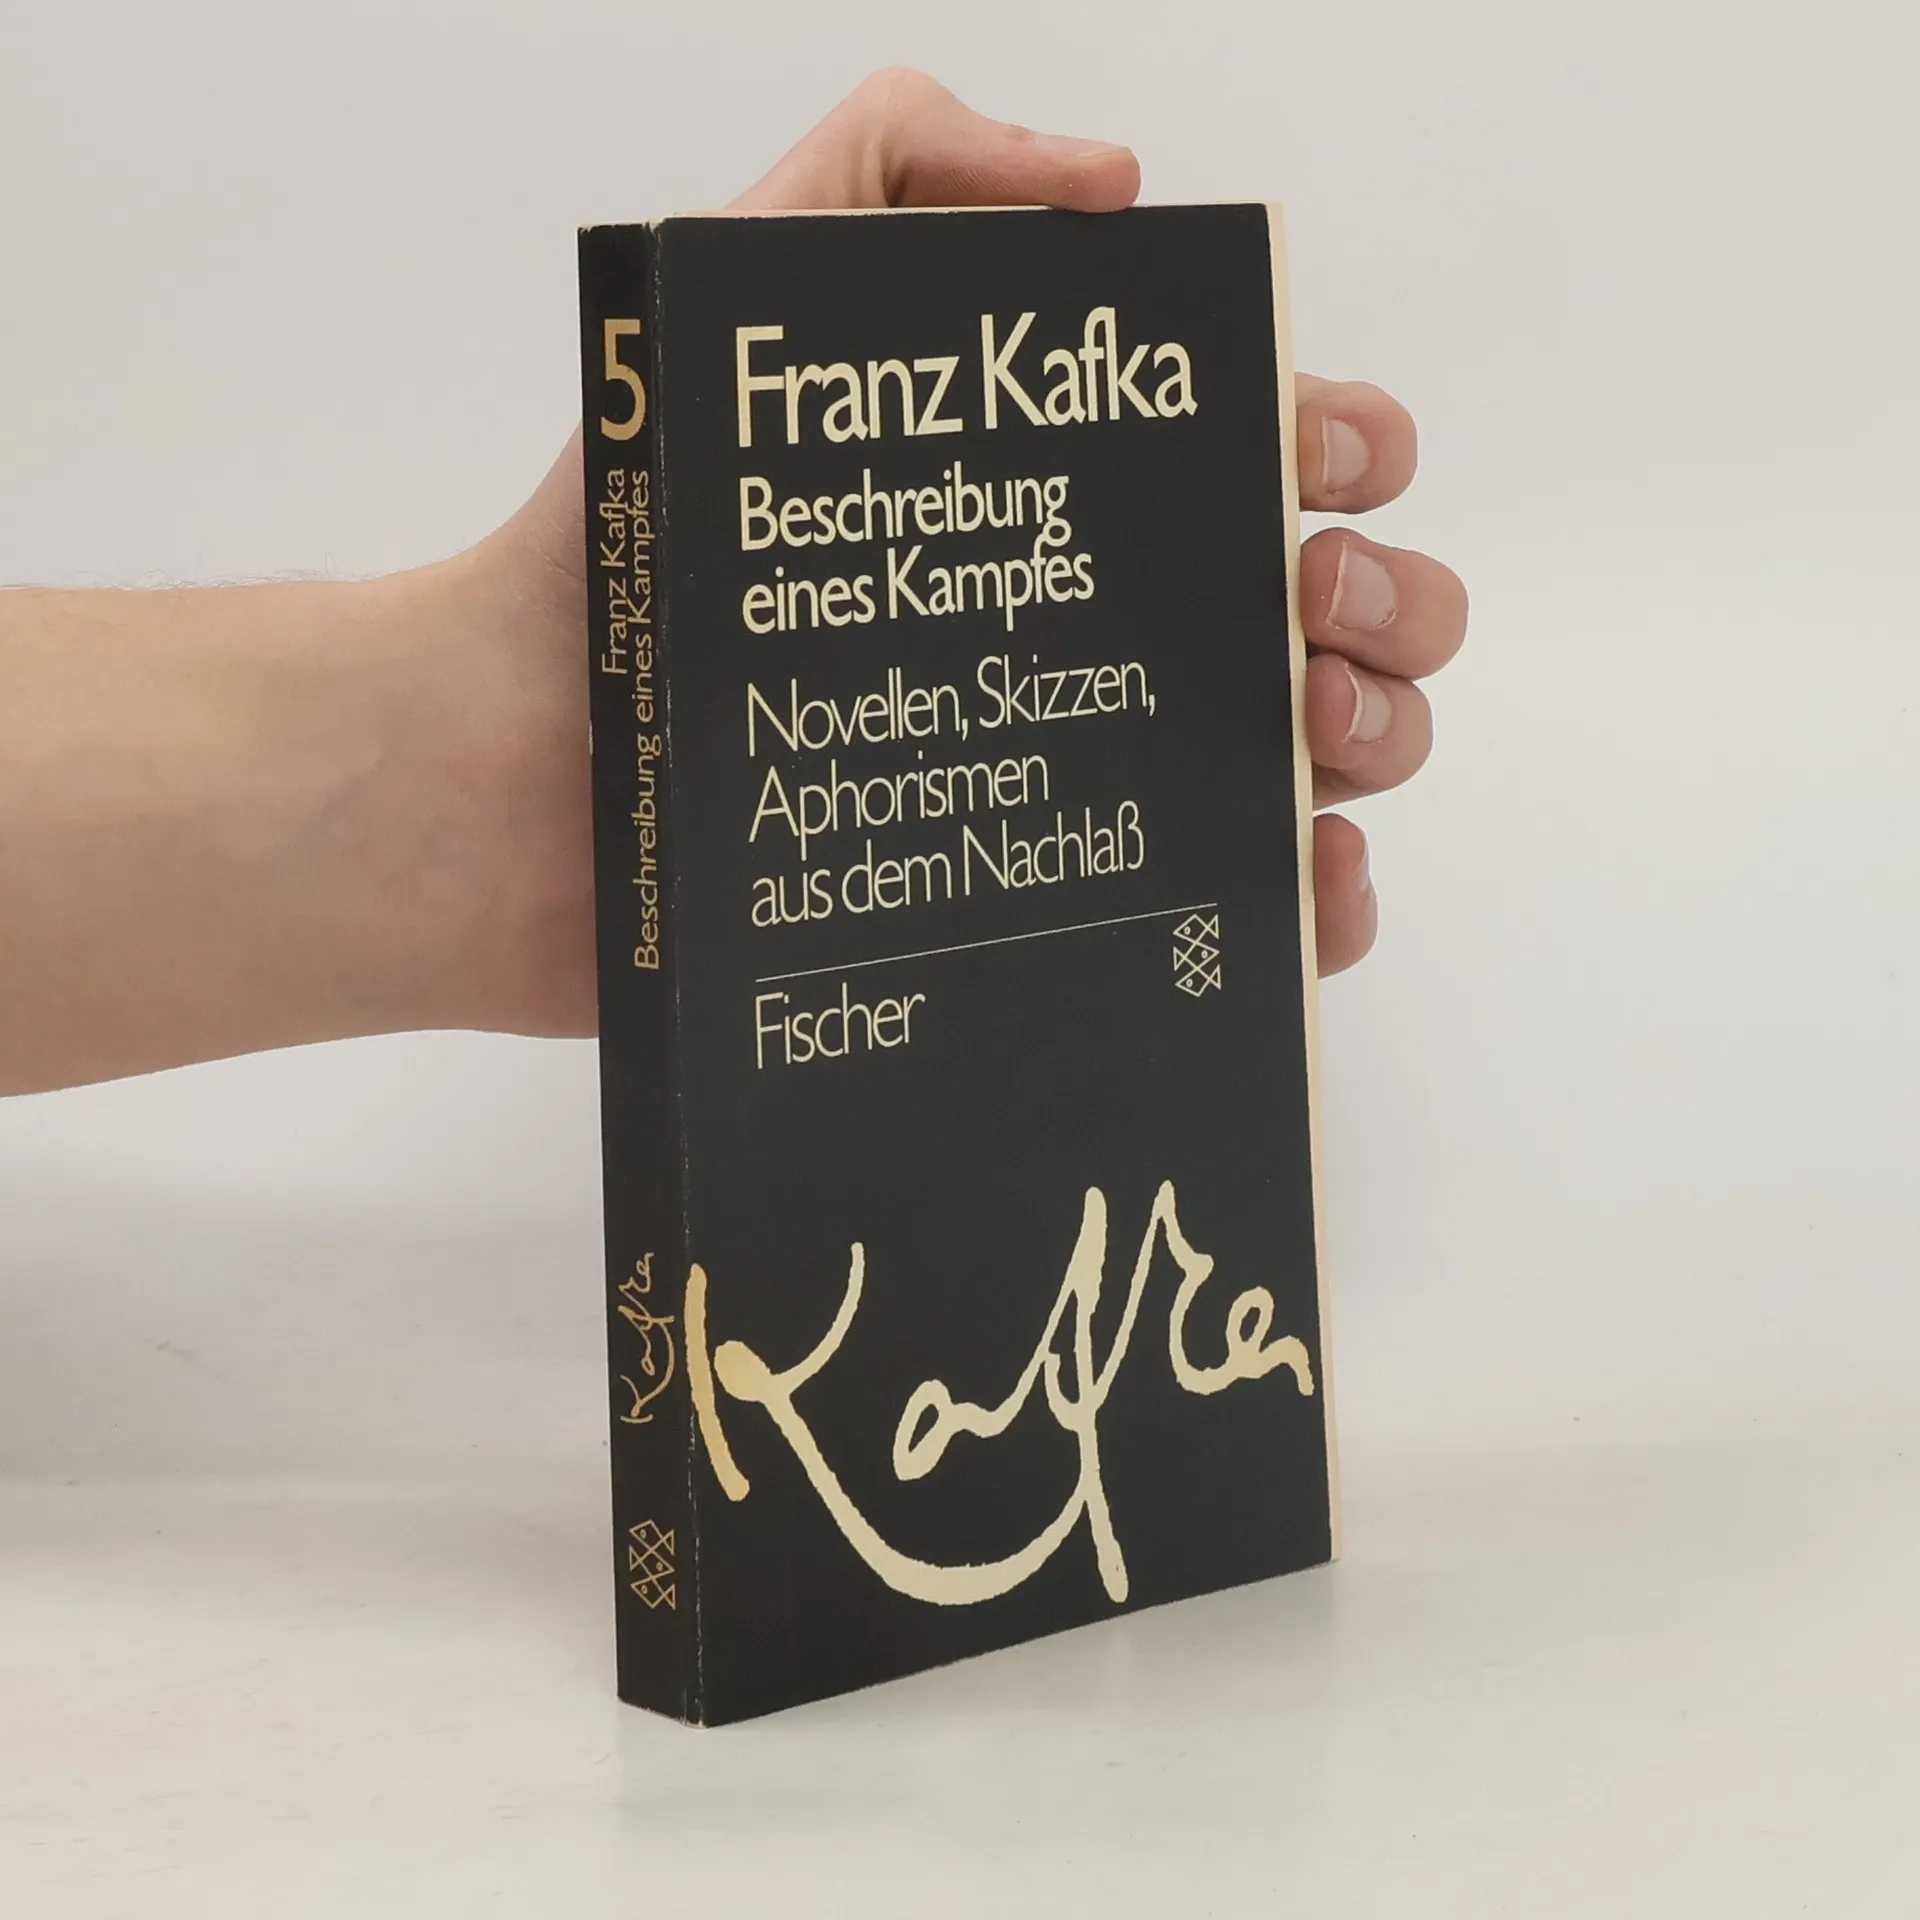 5
Franz Kafka
Beschreibung eines Kampfes
Kafka
Franz Kafka
Beschreibung
eines Kampfes
Novellen, Skizzen,
Aphorismen
aus dem Nachlaß
Fischer
Kafka